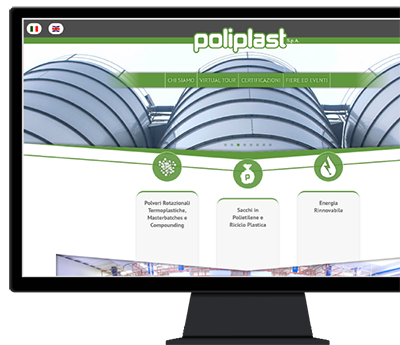 poliplast S.p.A.
CHI SIAMO VIRTUAL TOUR CERTIFICAZIONI FIERE ED EVENTI
P
Polveri Rotazionali
Termoplastiche,
Masterbatches e
Compounding
Sacchi in
Polietilene e
Riciclo Plastica
Energia
Rinnovabile